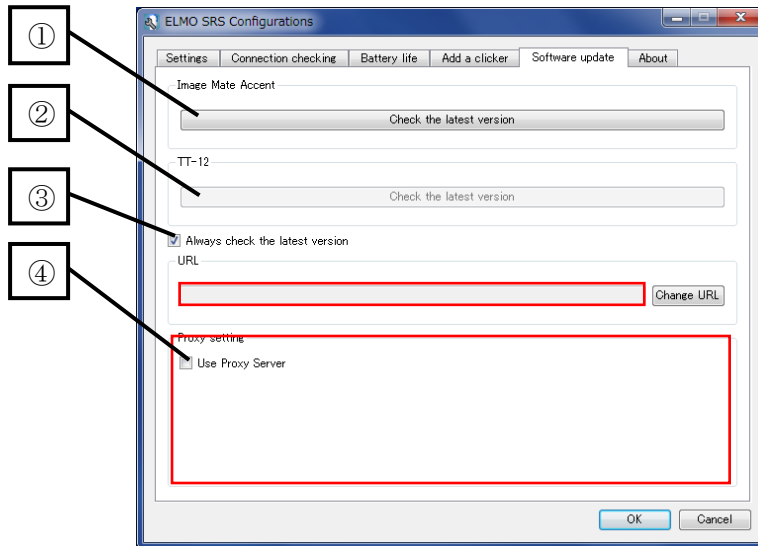 ELMO SRS Configurations
①
Settings Connection checking Battery life Add a clicker Software update About
Image Mate Accent
Check the latest version
②
TT-12
Check the latest version
③
Always check the latest version
URL
④
Change URL
Proxy setting
Use Proxy Server
OK Cancel